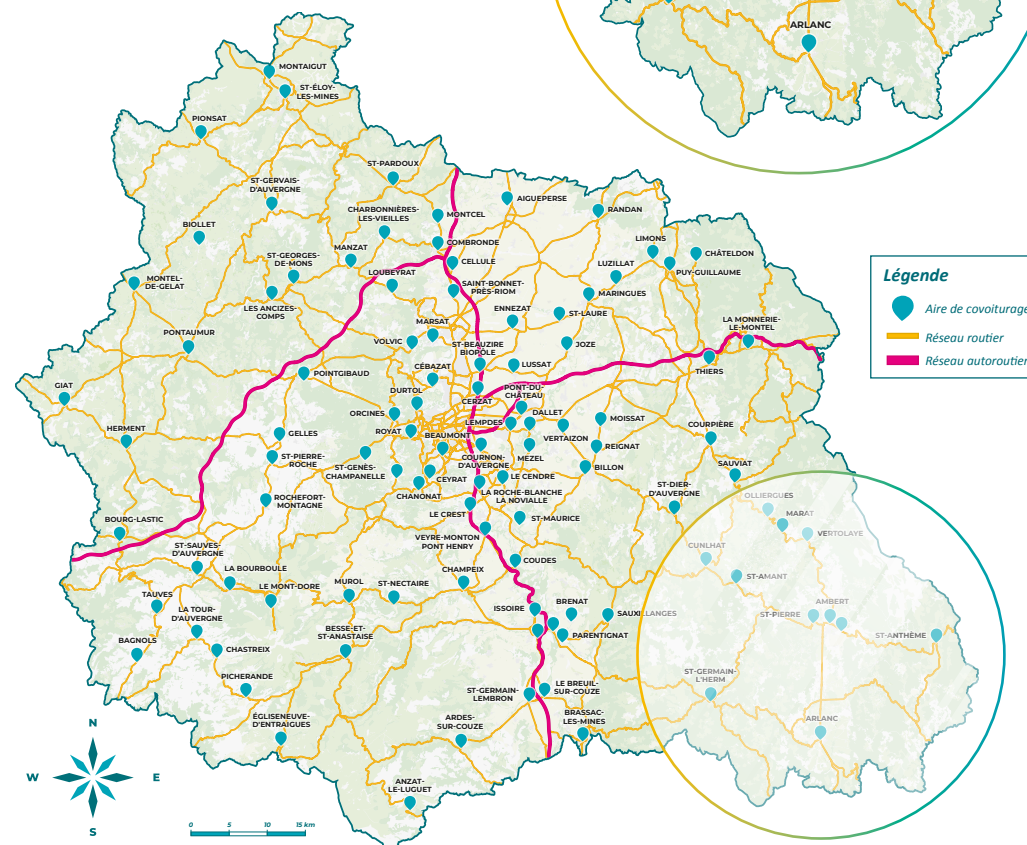 ARLANC
MONTAIGUT
ST-ÉLOY-
LES-MINES
PIONSAT
ST-PARDOUX
ST-GERVAIS-
D'AUVERGNE
AIGUEPERSE
CHARBONNIÈRES-
LES-VIEILLES
MONTCEL
RANDAN
BIOLLET
COMBRONDE
LIMONS
CHÂTELDON
MANZAT
ST-GEORGES-
DE-MONS
CELLULE
LUZILLAT
PUY-GUILLAUME
LOUBEYRAT
MONTEL-
DE-GELAT
SAINT-BONNET-
PRÈS-RIOM
MARINGUES
LES ANCIZES-
COMPS
ENNEZAT
ST-LAURE
MARSAT
LA MONNERIE-
LE-MONTEL
PONTAUMUR
VOLVIC
ST-BEAUZIRE
BIOPÔLE
JOZE
CÉBAZAT
LUSSAT
THIERS
PONTGIBAUD
GIAT
DURTOL
CERZAT
PONT-DU-
CHÂTEAU
ORCINES
LEMPDES
DALLET
MOISSAT
HERMENT
GELLES
ROYAT
BEAUMONT
VERTAIZON
COURPIÈRE
REIGNAT
ST-PIERRE-
ROCHE
ST-GENÈS-
CHAMPANELLE
COURNON-
D'AUVERGNE
MEZEL
BILLON
SAUVIAT
CEYRAT
LE CENDRE
CHANONAT
ROCHEFORT-
MONTAGNE
LA ROCHE-BLANCHE
LA NOVIALLE
ST-DIER-
D'AUVERGNE
OLLIERGUES
LE CREST
ST-MAURICE
MARAT
BOURG-LASTIC
VEYRE-MONTON
PONT HENRY
VERTOLAYE
ST-SAUVES-
D'AUVERGNE
CUNLHAT
COUDES
LA BOURBOULE
CHAMPEIX
ST-AMANT
LE MONT-DORE
MUROL
ST-NECTAIRE
TAUVES
LA TOUR-
D'AUVERGNE
ISSOIRE
BRENAT
SAUXILLANGES
ST-PIERRE
AMBERT
BESSE-ET-
ST-ANASTAISE
PARENTIGNAT
ST-ANTHÈME
BAGNOLS
CHASTREIX
PICHERANDE
ST-GERMAIN-
L'HERM
ST-GERMAIN-
LEMBRON
LE BREUIL-
SUR-COUZE
ÉGLISENEUVE-
D'ENTRAIGUES
ARDES-
SUR-COUZE
BRASSAC-
LES-MINES
ARLANC
ANZAT-
LE-LUGUET
N
W E
S
0 5 10 15 km
Légende
Aire de covoiturage
Réseau routier
Réseau autoroutier